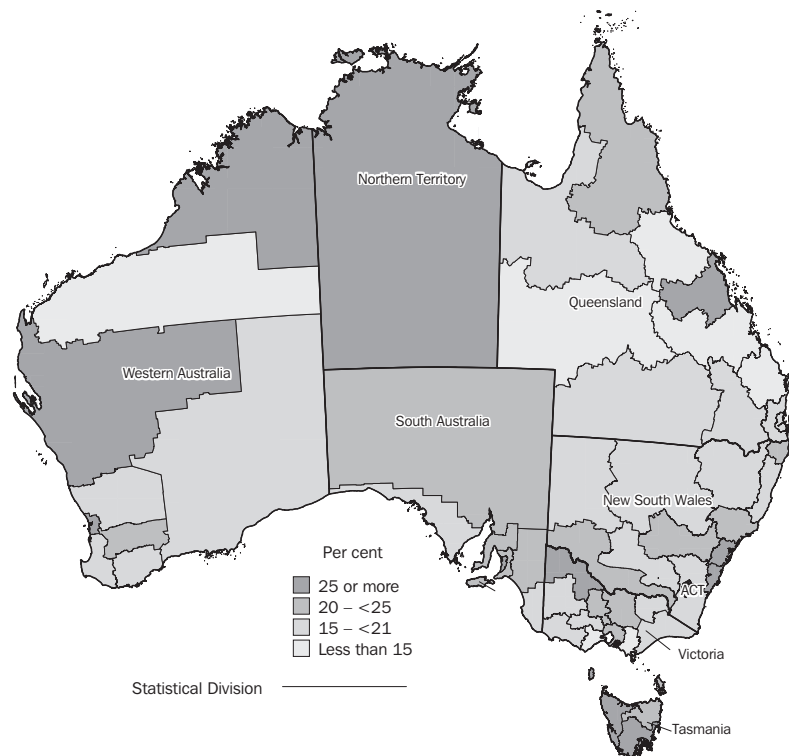 Northern Territory
Queensland
Western Australia
South Australia
New South Wales
ACT
Per cent
25 or more
20 – <25
15 – <21
Less than 15
Victoria
Statistical Division
Tasmania